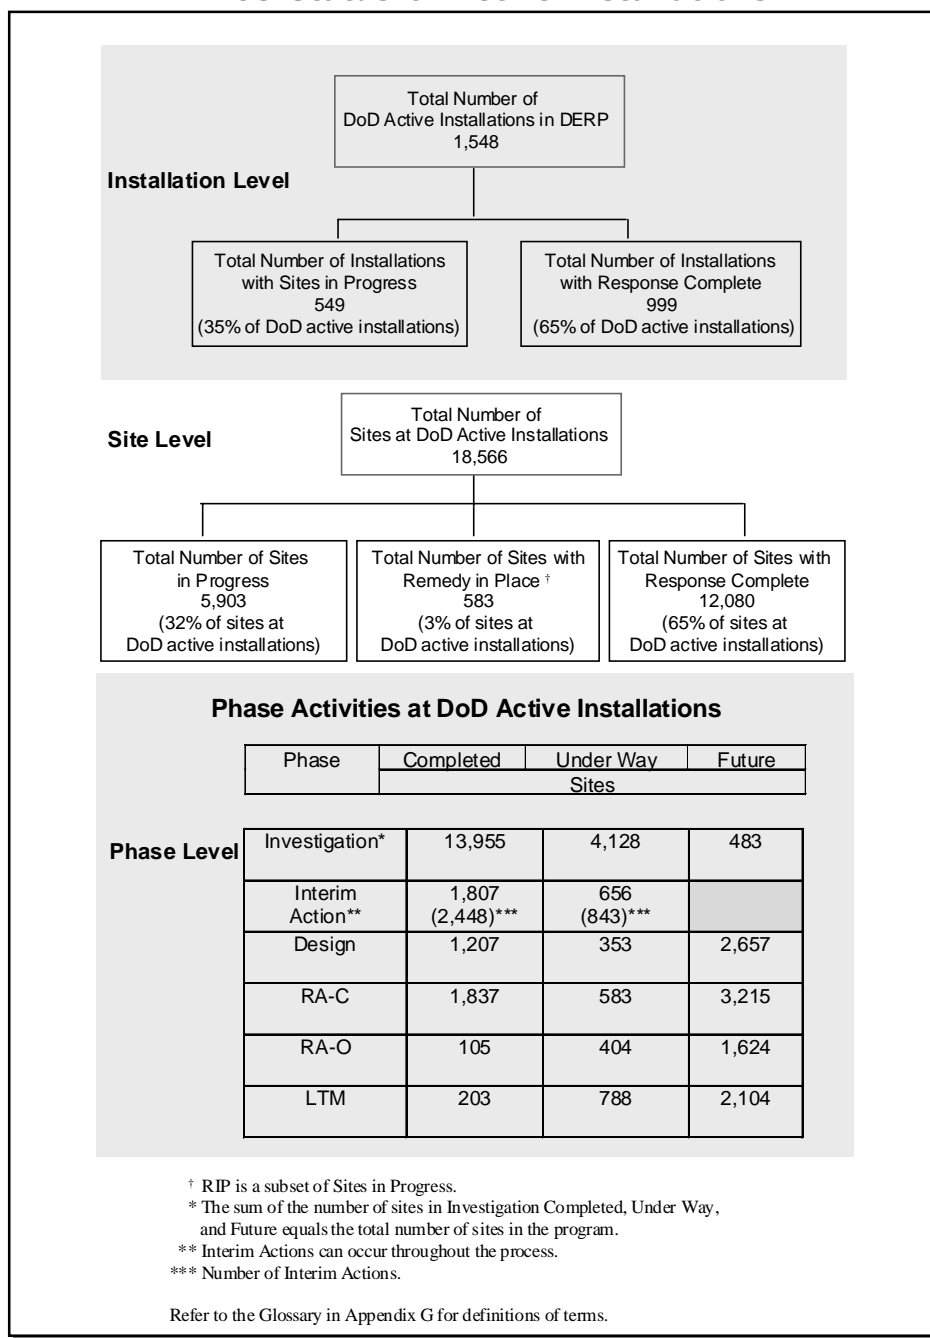 Total Number of
DoD Active Installations in DERP
1,548
Installation Level
Total Number of Installations
with Sites in Progress
549
(35% of DoD active installations)
Total Number of Installations
with Response Complete
999
(65% of DoD active installations)
Total Number of
Sites at DoD Active Installations
18,566
Site Level
Total Number of Sites
in Progress
5,903
(32% of sites at
DoD active installations)
Total Number of Sites with
Remedy in Place †
583
(3% of sites at
DoD active installations)
Total Number of Sites with
Response Complete
12,080
(65% of sites at
DoD active installations)
Phase Activities at DoD Active Installations
Phase Completed Under Way Future
Sites
Phase Level
Investigation* 13,955 4,128 483
Interim 1,807 656
Action** (2,448)*** (843)***
Design 1,207 353 2,657
RA-C 1,837 583 3,215
RA-O 105 404 1,624
LTM 203 788 2,104
† RIP is a subset of Sites in Progress.
* The sum of the number of sites in Investigation Completed, Under Way,
and Future equals the total number of sites in the program.
** Interim Actions can occur throughout the process.
*** Number of Interim Actions.
Refer to the Glossary in Appendix G for definitions of terms.